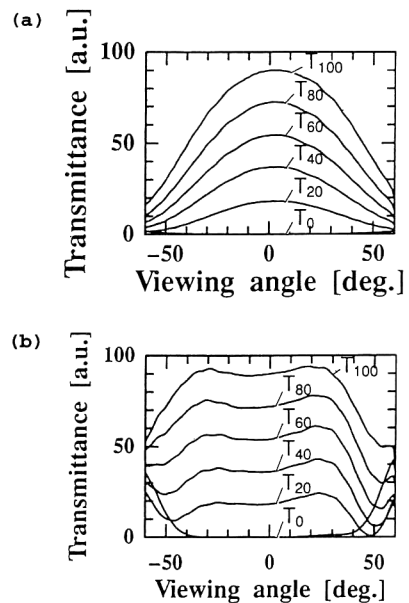 (a)
Transmittance [a.u.]
100
50
0
T100
T80
T60
T40
T20
T0
−50 0 50
Viewing angle [deg.]
(b)
Transmittance [a.u.]
100
50
0
T100
T80
T60
T40
T20
T0
−50 0 50
Viewing angle [deg.]